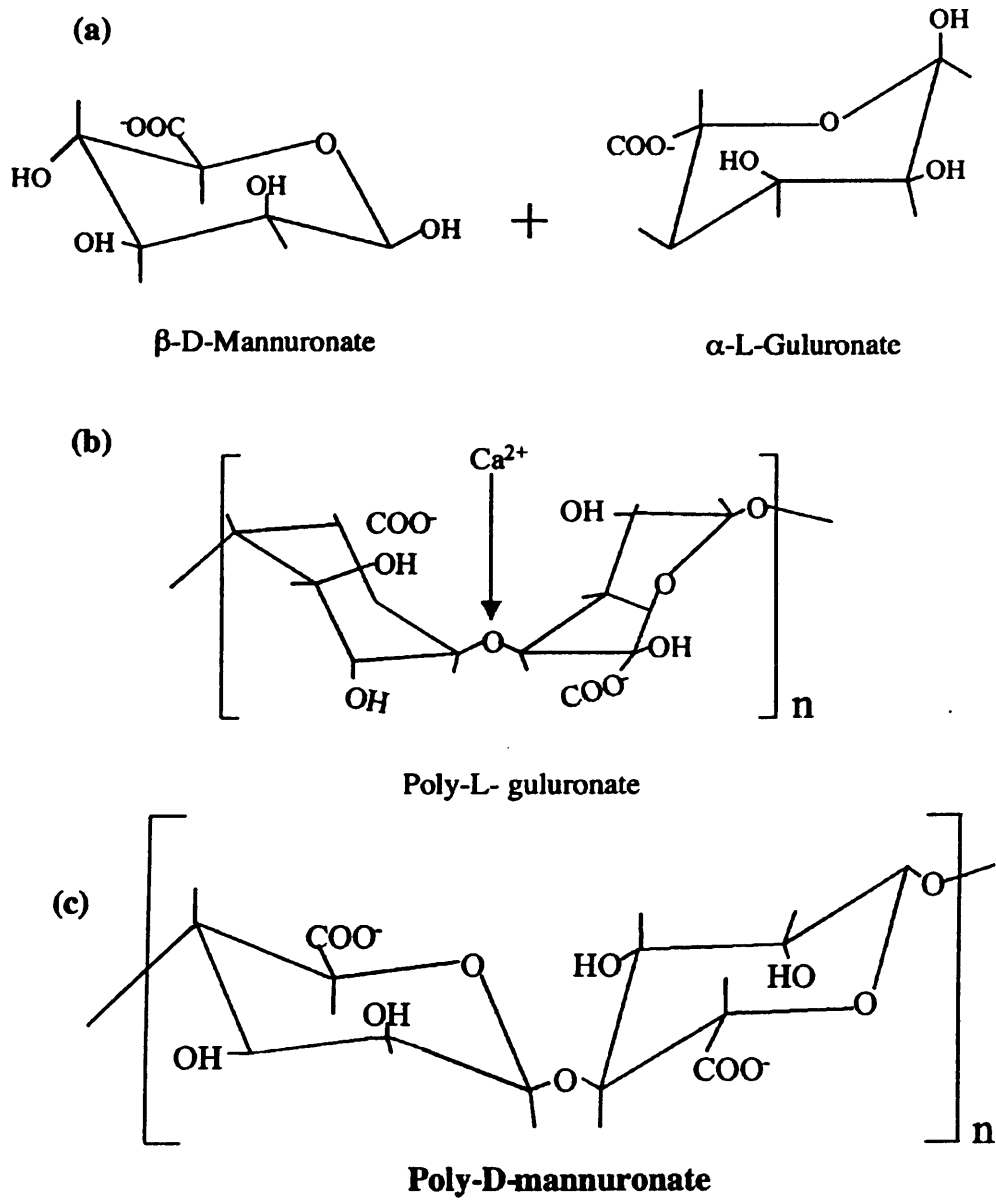 (a)
OH
⁻OOC
O
COO-
O
HO
OH
HO
OH
OH
OH
+
OH
β-D-Mannuronate
α-L-Guluronate
(b)
Ca²⁺
COO⁻
OH
O
OH
O
O
OH
OH
COO⁻
n
Poly-L- guluronate
(c)
COO⁻
O
O
HO
HO
OH
O
OH
COO⁻
O
n
Poly-D-mannuronate